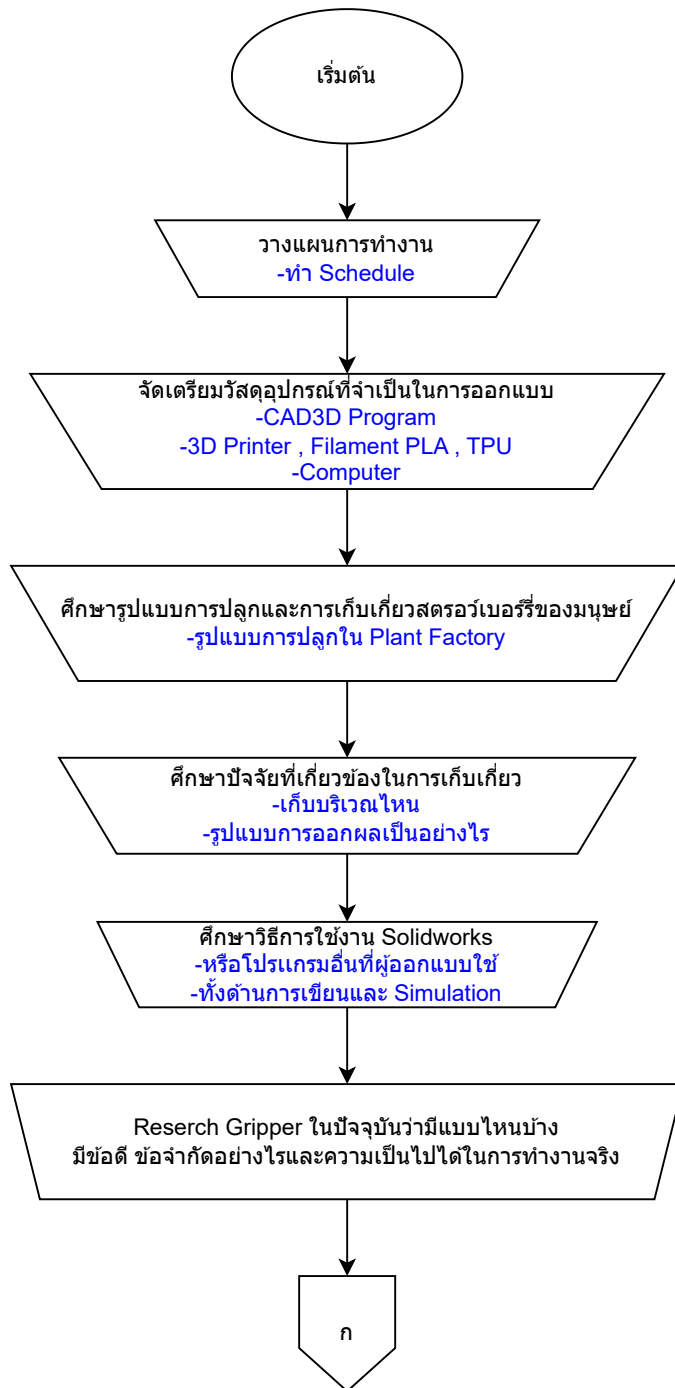 เริ่มต้น
วางแผนการทำงาน
-ทำ Schedule
จัดเตรียมวัสดุอุปกรณ์ที่จำเป็นในการออกแบบ
-CAD3D Program
-3D Printer , Filament PLA , TPU
-Computer
ศึกษารูปแบบการปลูกและการเก็บเกี่ยวสตรอว์เบอร์รี่ของมนุษย์
-รูปแบบการปลูกใน Plant Factory
ศึกษาปัจจัยที่เกี่ยวข้องในการเก็บเกี่ยว
-เก็บบริเวณไหน
-รูปแบบการออกผลเป็นอย่างไร
ศึกษาวิธีการใช้งาน Solidworks
-หรือโปรเเกรมอื่นที่ผู้ออกแบบใช้
-ทั้งด้านการเขียนและ Simulation
Reserch Gripper ในปัจจุบันว่ามีแบบไหนบ้าง
มีข้อดี ข้อจำกัดอย่างไรและความเป็นไปได้ในการทำงานจริง
ก